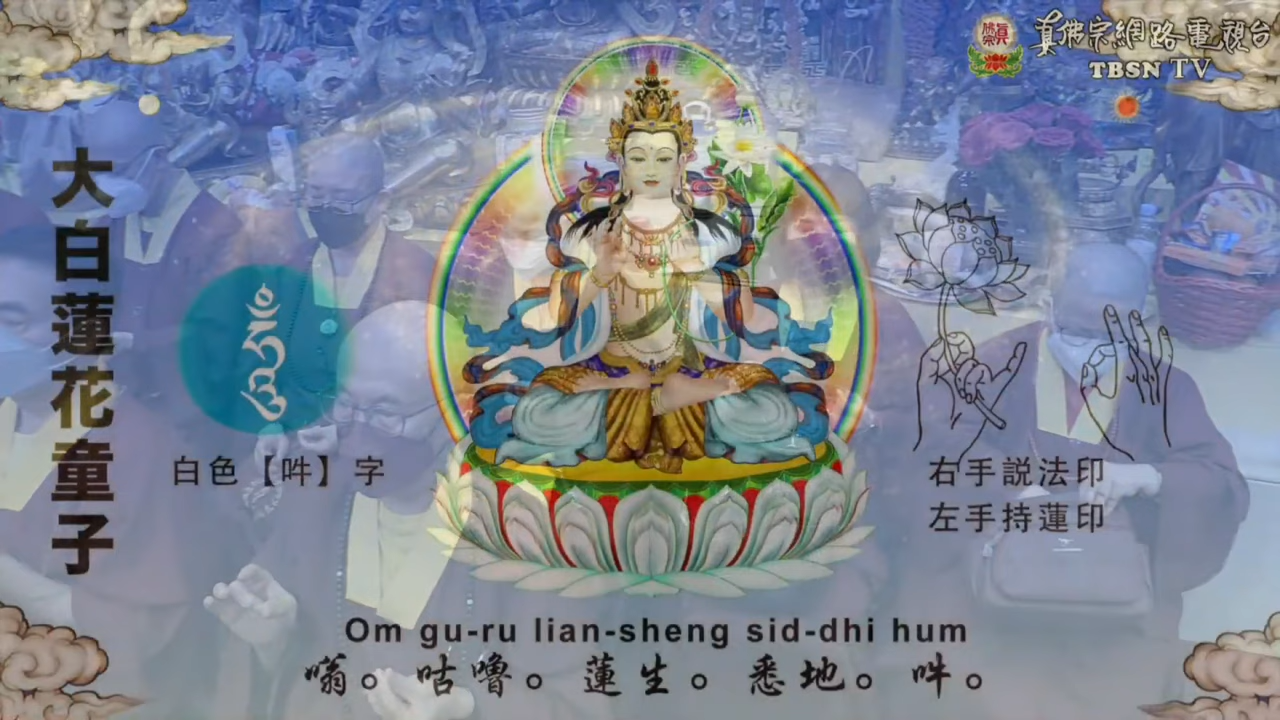 真佛宗網路電視台
TBSN TV
大白蓮花童子
白色【吽】字
右手説法印
左手持蓮印
Om gu-ru lian-sheng sid-dhi hum
嗡。咕嚕。蓮生。悉地。吽。